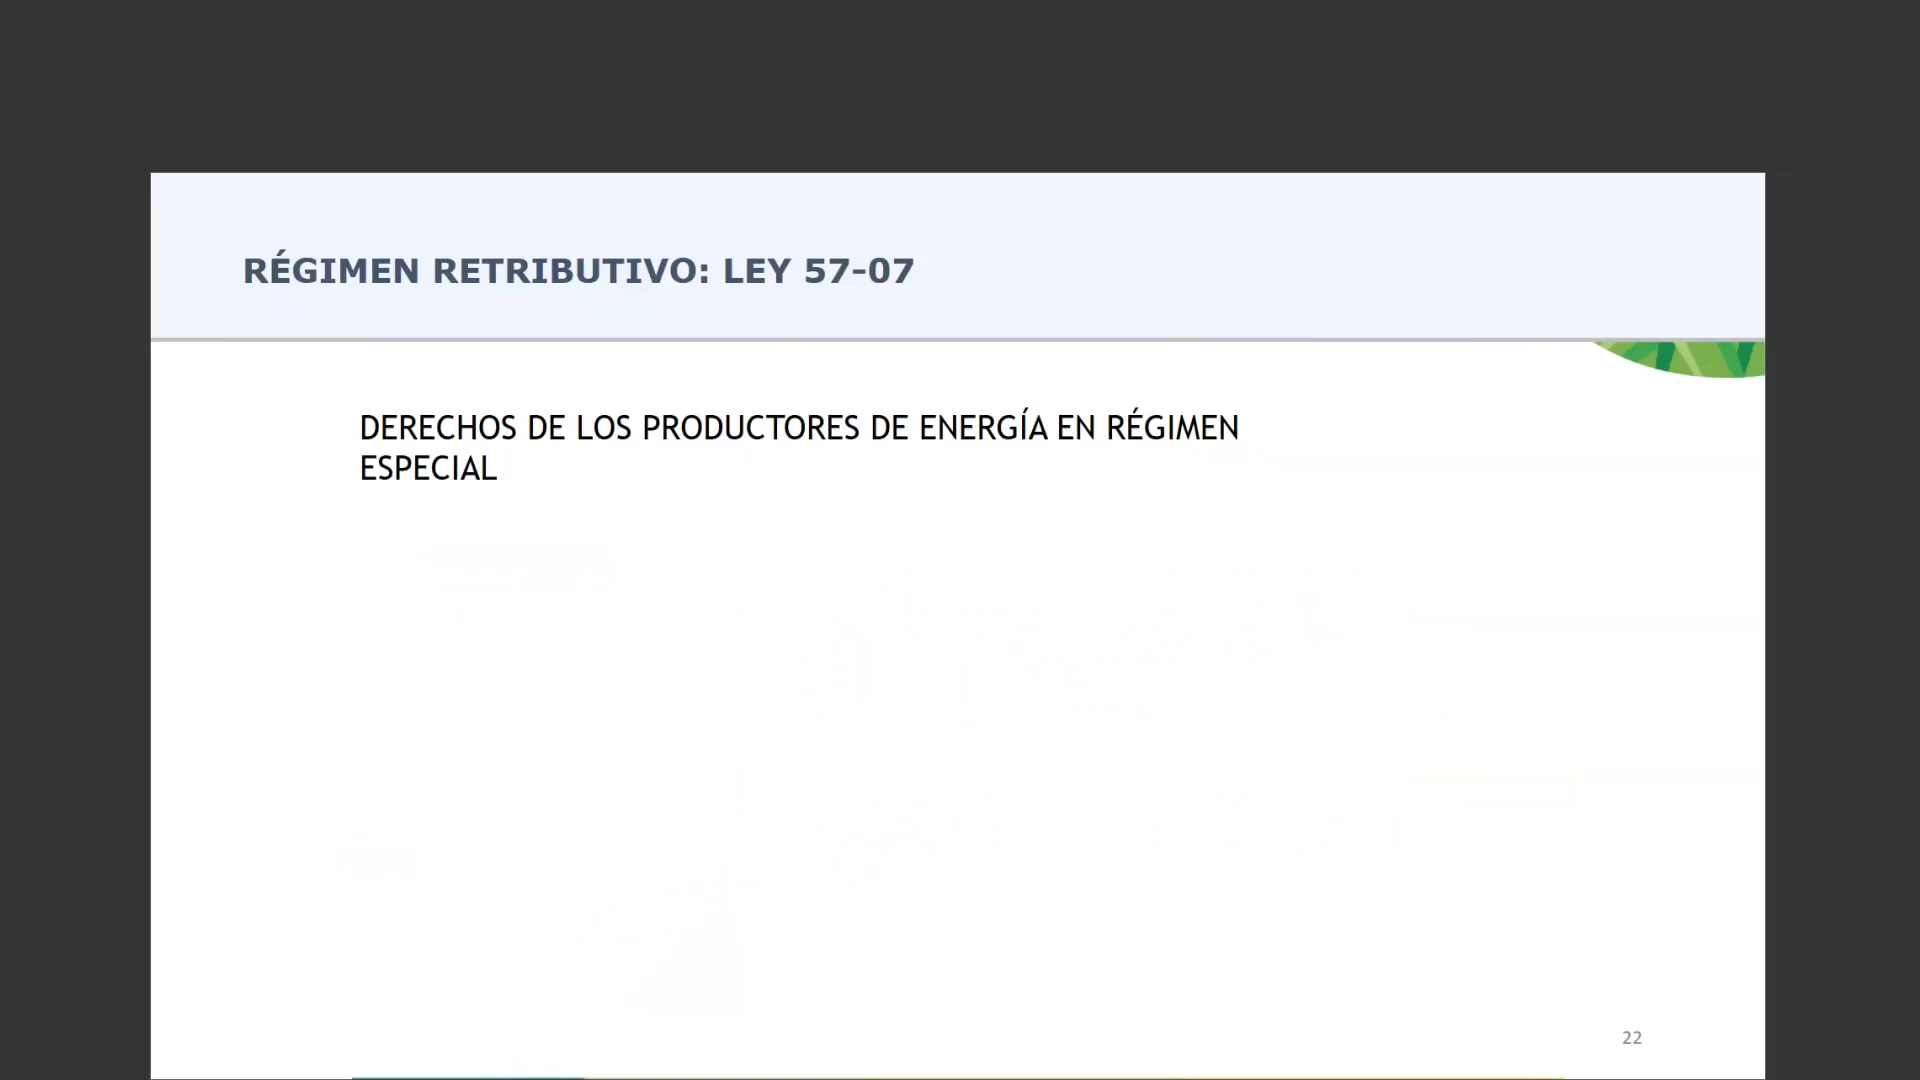 RÉGIMEN RETRIBUTIVO: LEY 57-07
DERECHOS DE LOS PRODUCTORES DE ENERGÍA EN RÉGIMEN
ESPECIAL
22